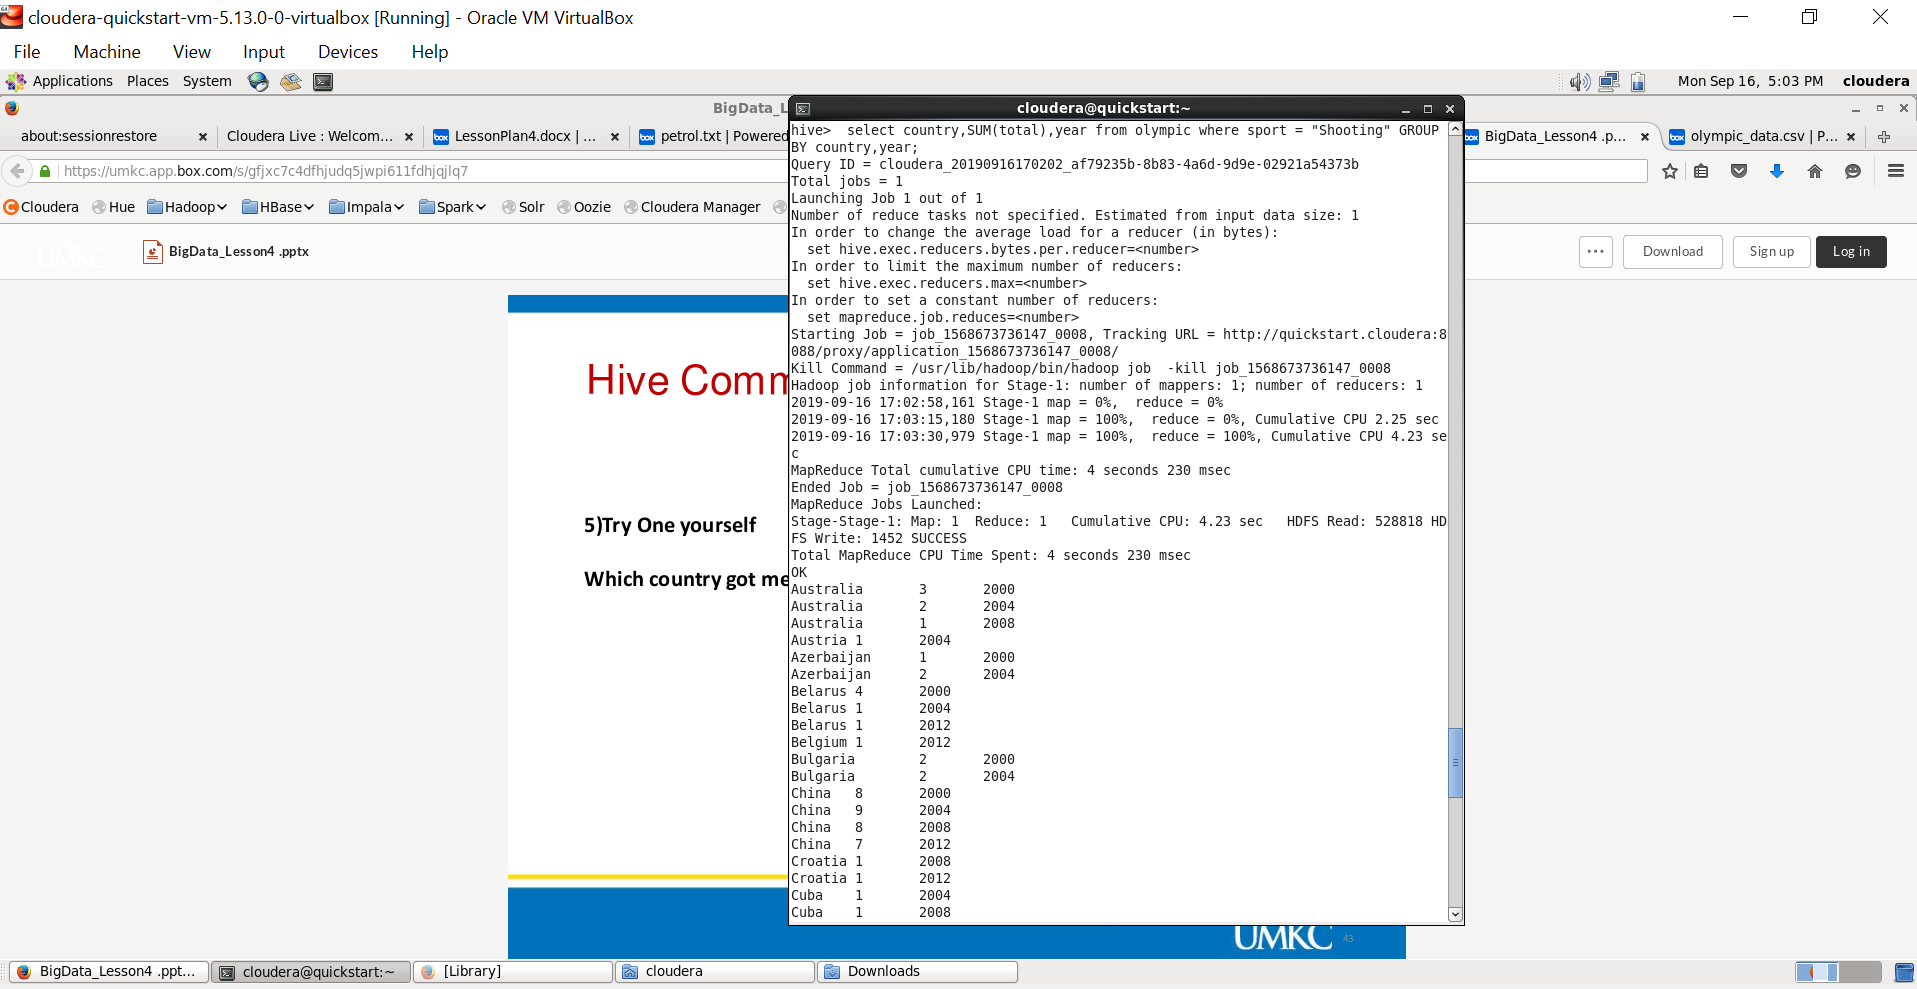 cloudera-quickstart-vm-5.13.0-0-virtualbox [Running] - Oracle VM VirtualBox
File Machine View Input Devices Help
Applications Places System Mon Sep 16, 5:03 PM cloudera
BigData_L
cloudera@quickstart:~
about:sessionrestore Cloudera Live : Welcom... LessonPlan4.docx | ... petrol.txt | Powered BigData_Lesson4 .p... olympic_data.csv | P...
https://umkc.app.box.com/s/gfjxc7c4dfhjudq5jwpi611fdhjqjlq7
Cloudera Hue Hadoop HBase Impala Spark Solr Oozie Cloudera Manager
UMKC BigData_Lesson4 .pptx ... Download Sign up Log in
Hive Comm
5)Try One yourself
Which country got me
hive>  select country,SUM(total),year from olympic where sport = "Shooting" GROUP
BY country,year;
Query ID = cloudera_20190916170202_af79235b-8b83-4a6d-9d9e-02921a54373b
Total jobs = 1
Launching Job 1 out of 1
Number of reduce tasks not specified. Estimated from input data size: 1
In order to change the average load for a reducer (in bytes):
  set hive.exec.reducers.bytes.per.reducer=<number>
In order to limit the maximum number of reducers:
  set hive.exec.reducers.max=<number>
In order to set a constant number of reducers:
  set mapreduce.job.reduces=<number>
Starting Job = job_1568673736147_0008, Tracking URL = http://quickstart.cloudera:8
088/proxy/application_1568673736147_0008/
Kill Command = /usr/lib/hadoop/bin/hadoop job  -kill job_1568673736147_0008
Hadoop job information for Stage-1: number of mappers: 1; number of reducers: 1
2019-09-16 17:02:58,161 Stage-1 map = 0%,  reduce = 0%
2019-09-16 17:03:15,180 Stage-1 map = 100%,  reduce = 0%, Cumulative CPU 2.25 sec
2019-09-16 17:03:30,979 Stage-1 map = 100%,  reduce = 100%, Cumulative CPU 4.23 se
c
MapReduce Total cumulative CPU time: 4 seconds 230 msec
Ended Job = job_1568673736147_0008
MapReduce Jobs Launched:
Stage-Stage-1: Map: 1  Reduce: 1   Cumulative CPU: 4.23 sec   HDFS Read: 528818 HD
FS Write: 1452 SUCCESS
Total MapReduce CPU Time Spent: 4 seconds 230 msec
OK
Australia 3 2000
Australia 2 2004
Australia 1 2008
Austria 1 2004
Azerbaijan 1 2000
Azerbaijan 2 2004
Belarus 4 2000
Belarus 1 2004
Belarus 1 2012
Belgium 1 2012
Bulgaria 2 2000
Bulgaria 2 2004
China 8 2000
China 9 2004
China 8 2008
China 7 2012
Croatia 1 2008
Croatia 1 2012
Cuba 1 2004
Cuba 1 2008
UMKC 43
BigData_Lesson4 .ppt... cloudera@quickstart:~ [Library] cloudera Downloads